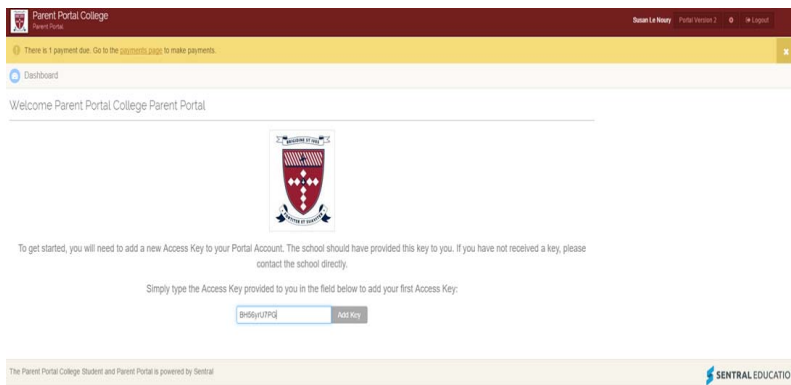 Parent Portal College
Parent Portal
Susan Le Noury
Portal Version 2
Logout
There is 1 payment due. Go to the payments page to make payments.
x
Dashboard
Welcome Parent Portal College Parent Portal
To get started, you will need to add a new Access Key to your Portal Account. The school should have provided this key to you. If you have not received a key, please
contact the school directly.
Simply type the Access Key provided to you in the field below to add your first Access Key:
BH56yrU7PG
Add Key
The Parent Portal College Student and Parent Portal is powered by Sentral
SENTRAL EDUCATIO